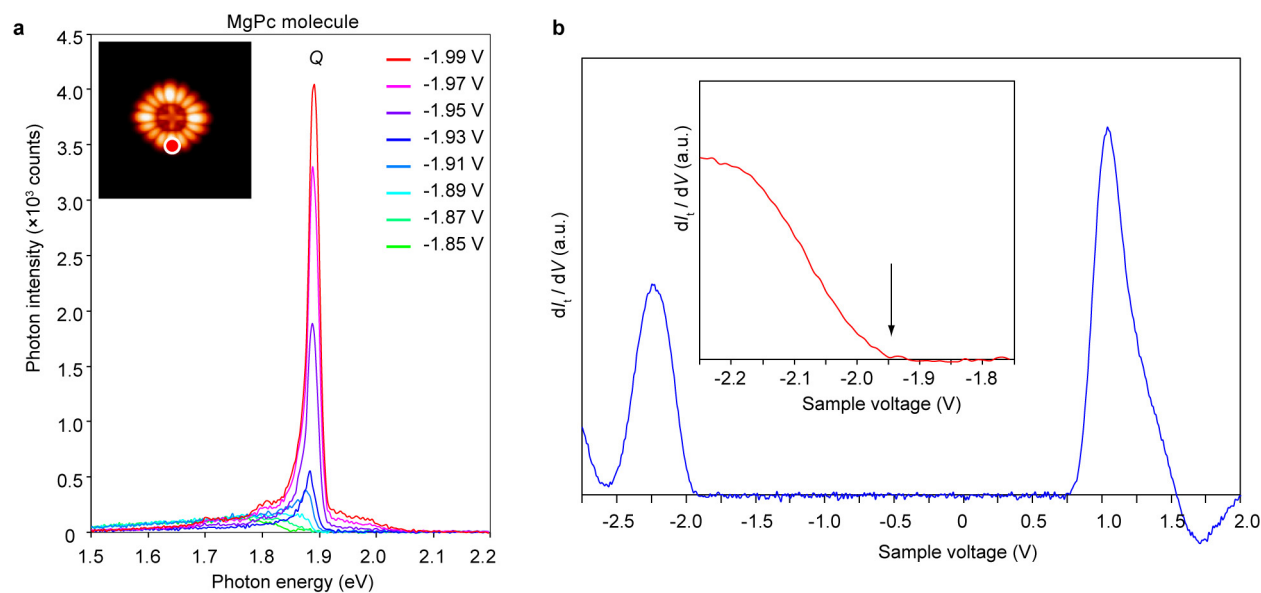 a
MgPc molecule
Photon intensity (×10³ counts)
4.5
4.0
3.5
3.0
2.5
2.0
1.5
1.0
0.5
0
Q
-1.99 V
-1.97 V
-1.95 V
-1.93 V
-1.91 V
-1.89 V
-1.87 V
-1.85 V
1.5 1.6 1.7 1.8 1.9 2.0 2.1 2.2
Photon energy (eV)
b
dIt / dV (a.u.)
dIt / dV (a.u.)
-2.2 -2.1 -2.0 -1.9 -1.8
Sample voltage (V)
-2.5 -2.0 -1.5 -1.0 -0.5 0 0.5 1.0 1.5 2.0
Sample voltage (V)